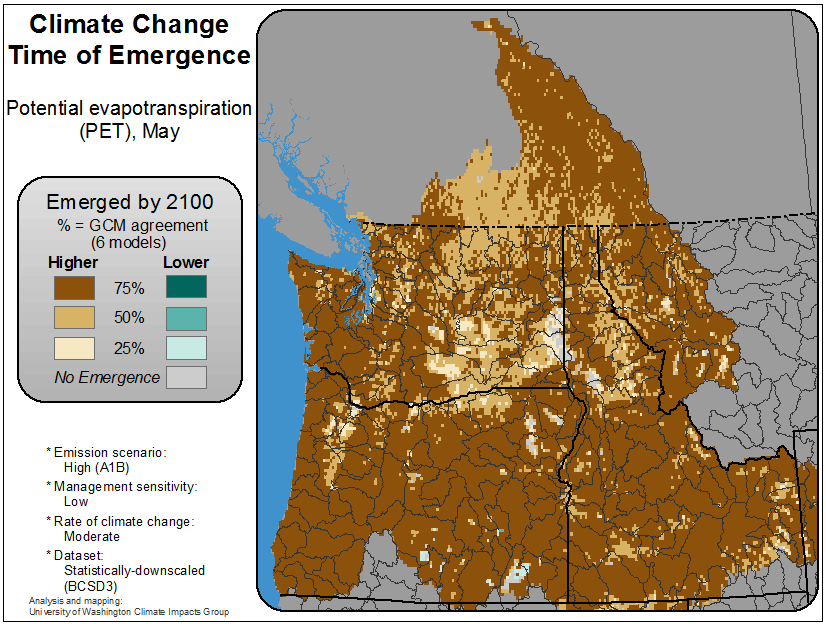 Climate Change
Time of Emergence
Potential evapotranspiration
(PET), May
Emerged by 2100
% = GCM agreement
(6 models)
Higher Lower
75%
50%
25%
No Emergence
* Emission scenario:
High (A1B)
* Management sensitivity:
Low
* Rate of climate change:
Moderate
* Dataset:
Statistically-downscaled
(BCSD3)
Analysis and mapping:
University of Washington Climate Impacts Group